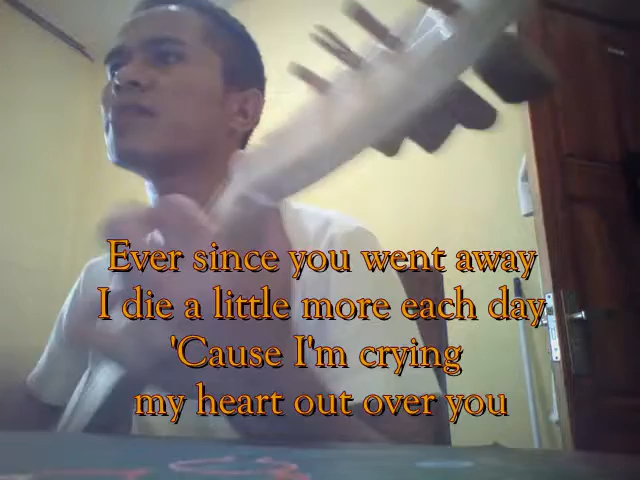 Ever since you went away
I die a little more each day
'Cause I'm crying
my heart out over you